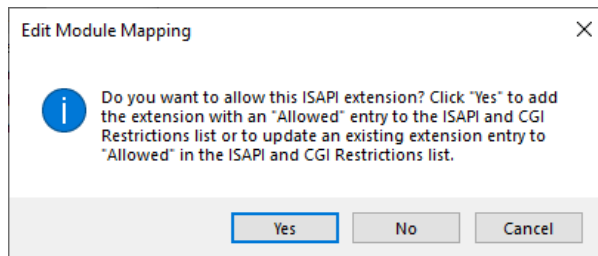 Edit Module Mapping
Do you want to allow this ISAPI extension? Click "Yes" to add
the extension with an "Allowed" entry to the ISAPI and CGI
Restrictions list or to update an existing extension entry to
"Allowed" in the ISAPI and CGI Restrictions list.
Yes No Cancel